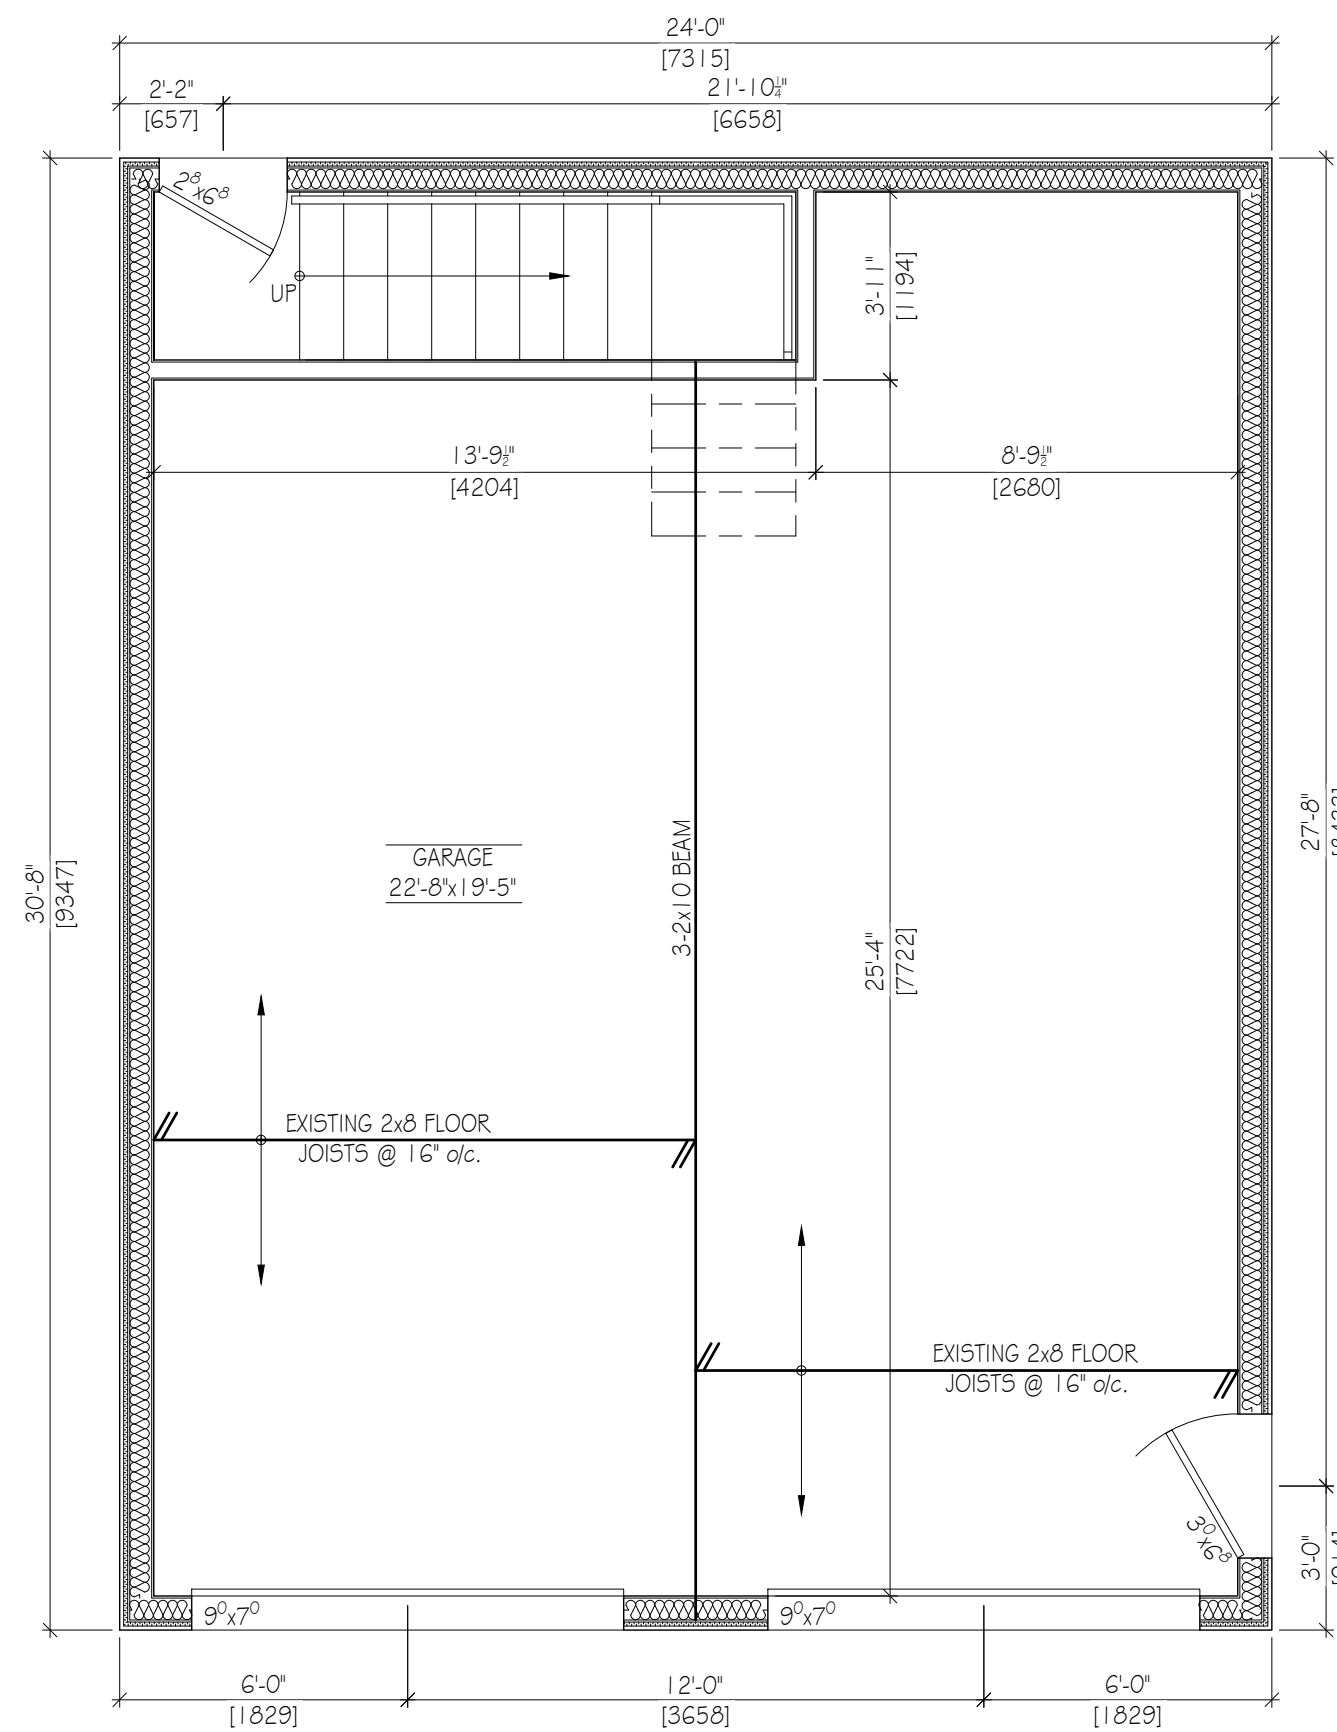 24'-0"
[7315]
2'-2"
[657]
21'-10¼"
[6658]
2⁸x6⁸
UP
3'-11"
[1194]
13'-9½"
[4204]
8'-9½"
[2680]
30'-8"
[9347]
GARAGE
22'-8"x19'-5"
3-2x10 BEAM
25'-4"
[7722]
27'-8"
EXISTING 2x8 FLOOR
JOISTS @ 16" o/c.
EXISTING 2x8 FLOOR
JOISTS @ 16" o/c.
3⁰x6⁸
3'-0"
9⁰x7⁰
9⁰x7⁰
6'-0"
[1829]
12'-0"
[3658]
6'-0"
[1829]